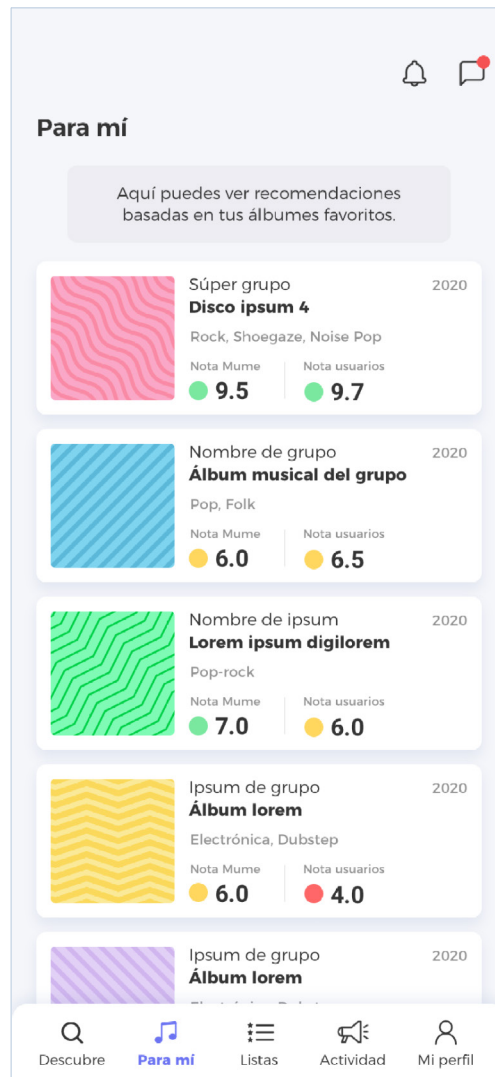 Para mí
Aquí puedes ver recomendaciones
basadas en tus álbumes favoritos.
Súper grupo
2020
Disco ipsum 4
Rock, Shoegaze, Noise Pop
Nota Mume
Nota usuarios
9.5
9.7
Nombre de grupo
2020
Álbum musical del grupo
Pop, Folk
Nota Mume
Nota usuarios
6.0
6.5
Nombre de ipsum
2020
Lorem ipsum digilorem
Pop-rock
Nota Mume
Nota usuarios
7.0
6.0
Ipsum de grupo
2020
Álbum lorem
Electrónica, Dubstep
Nota Mume
Nota usuarios
6.0
4.0
Ipsum de grupo
2020
Álbum lorem
Descubre
Para mí
Listas
Actividad
Mi perfil